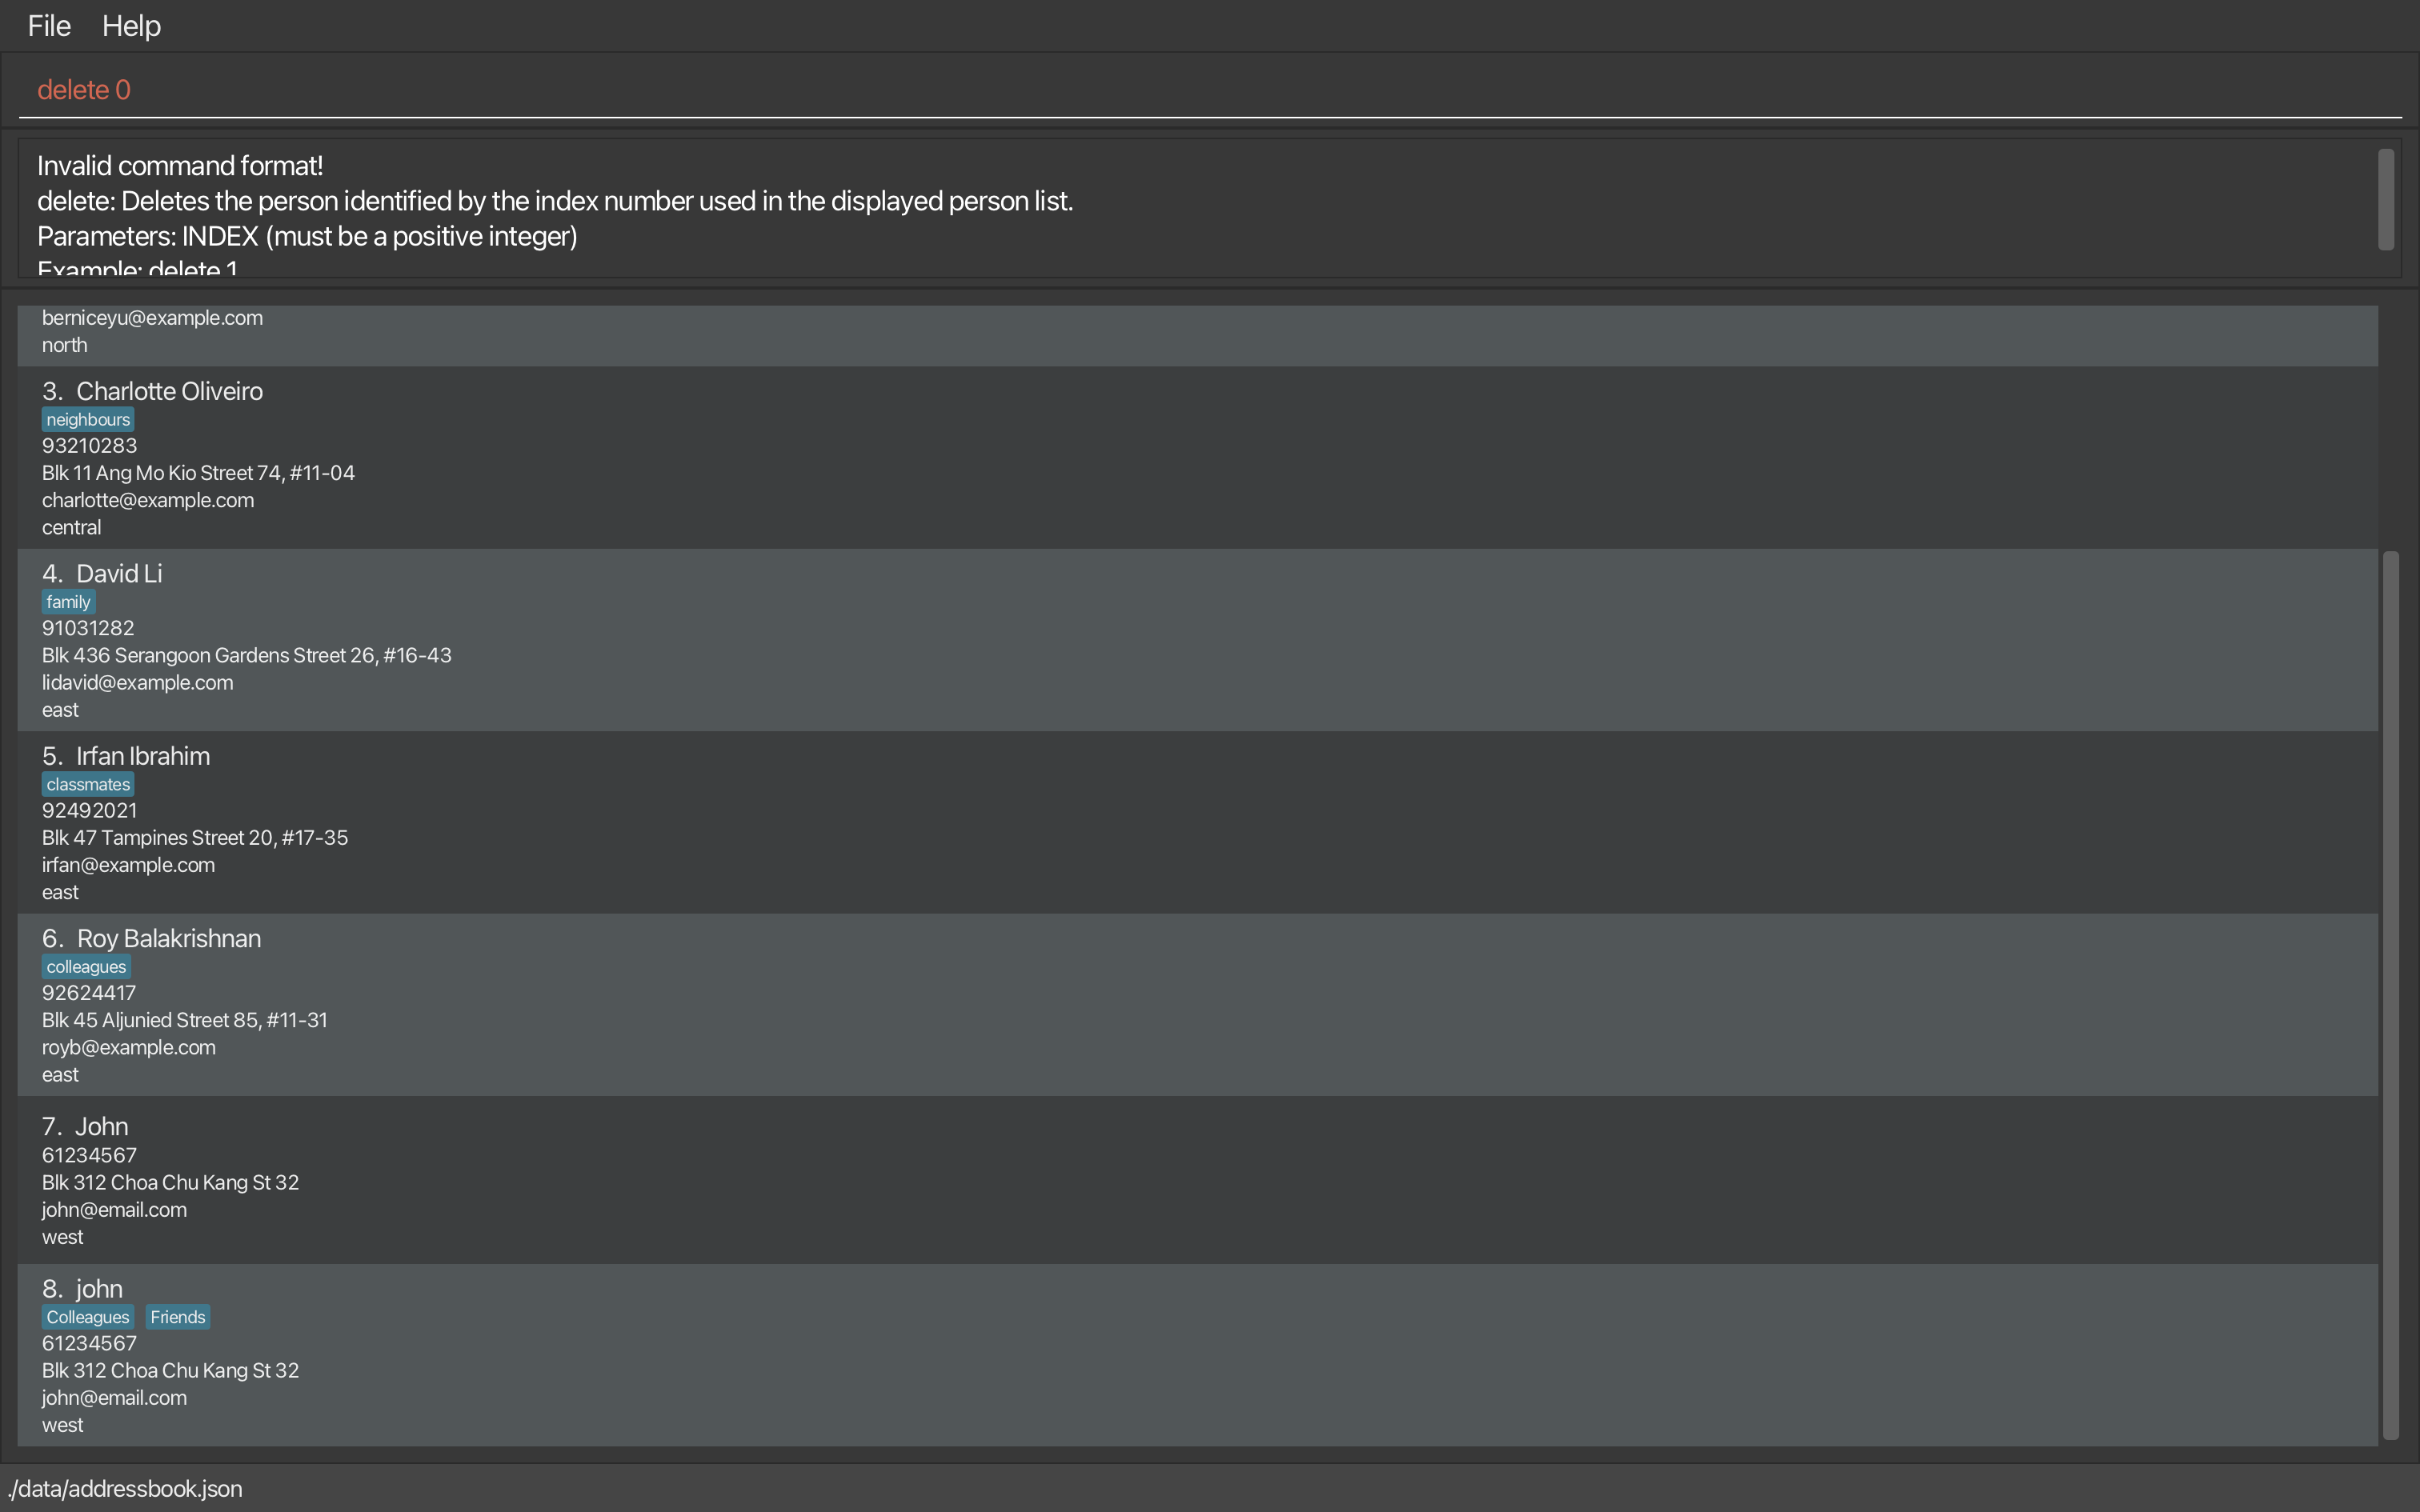 File Help
delete 0
Invalid command format!
delete: Deletes the person identified by the index number used in the displayed person list.
Parameters: INDEX (must be a positive integer)
Example: delete 1
berniceyu@example.com
north
3. Charlotte Oliveiro
neighbours
93210283
Blk 11 Ang Mo Kio Street 74, #11-04
charlotte@example.com
central
4. David Li
family
91031282
Blk 436 Serangoon Gardens Street 26, #16-43
lidavid@example.com
east
5. Irfan Ibrahim
classmates
92492021
Blk 47 Tampines Street 20, #17-35
irfan@example.com
east
6. Roy Balakrishnan
colleagues
92624417
Blk 45 Aljunied Street 85, #11-31
royb@example.com
east
7. John
61234567
Blk 312 Choa Chu Kang St 32
john@email.com
west
8. john
Colleagues Friends
61234567
Blk 312 Choa Chu Kang St 32
john@email.com
west
./data/addressbook.json